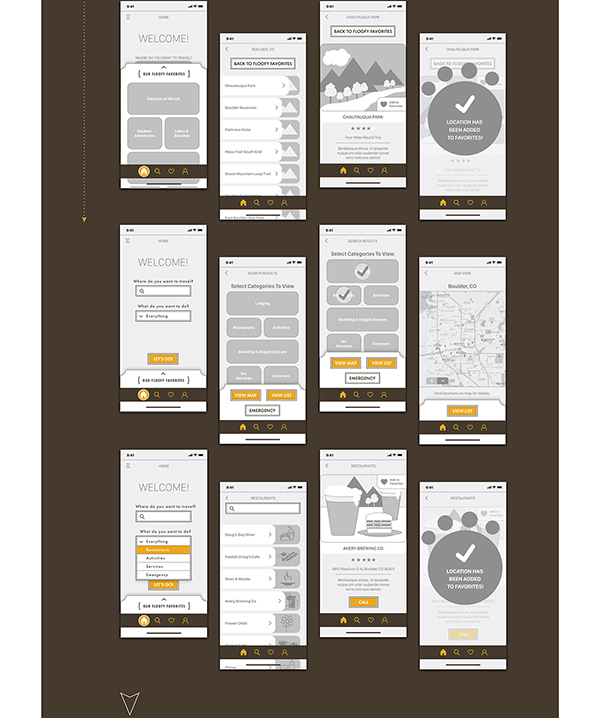 9:41
HOME
WELCOME!
WHERE DO YOU WANT TO TRAVEL?
{ OUR FLOOFY FAVORITES }
Canyons of the US
Outdoor
Adventures
Lakes &
Beaches
9:41
BOULDER, CO
BACK TO FLOOFY FAVORITES
Chautauqua Park
Boulder Reservoir
Flatirons Vista
Mesa Trail South End
Green Mountain Loop Trail
East Boulder Dog Park
9:41
CHAUTAUQUA PARK
BACK TO FLOOFY FAVORITES
Add to
Favorites
CHAUTAUQUA PARK
Four Miles Round Trip
9:41
CHAUTAUQUA PARK
BACK TO FLOOFY FAVORITES
LOCATION HAS
BEEN ADDED
TO FAVORITES!
Four Miles Round Trip
9:41
HOME
WELCOME!
Where do you want to travel?
What do you want to do?
Everything
LET'S GO!
{ OUR FLOOFY FAVORITES }
9:41
SEARCH RESULTS
Select Categories To View
Lodging
Restaurants
Activities
Boarding & Doggie Daycare
Vet
Services
Groomers
VIEW MAP
VIEW LIST
EMERGENCY
9:41
SEARCH RESULTS
Select Categories To View
Activities
Boarding & Doggie Daycare
Vet
Services
Groomers
VIEW MAP
VIEW LIST
EMERGENCY
9:41
MAP VIEW
Boulder, CO
Click locations on map for details.
VIEW LIST
9:41
HOME
WELCOME!
Where do you want to travel?
What do you want to do?
Everything
Restaurants
Activities
Services
Emergency
LET'S GO!
{ OUR FLOOFY FAVORITES }
9:41
RESTAURANTS
Doug's Day Diner
Foolish Craig's Cafe
River & Woods
Avery Brewing Co.
Flower Child
9:41
RESTAURANTS
Add to
Favorites
AVERY BREWING CO.
4910 Nautilus Ct N, Boulder, CO 80301
CALL
9:41
RESTAURANTS
Add to
Favorites
LOCATION HAS
BEEN ADDED
TO FAVORITES!
CALL